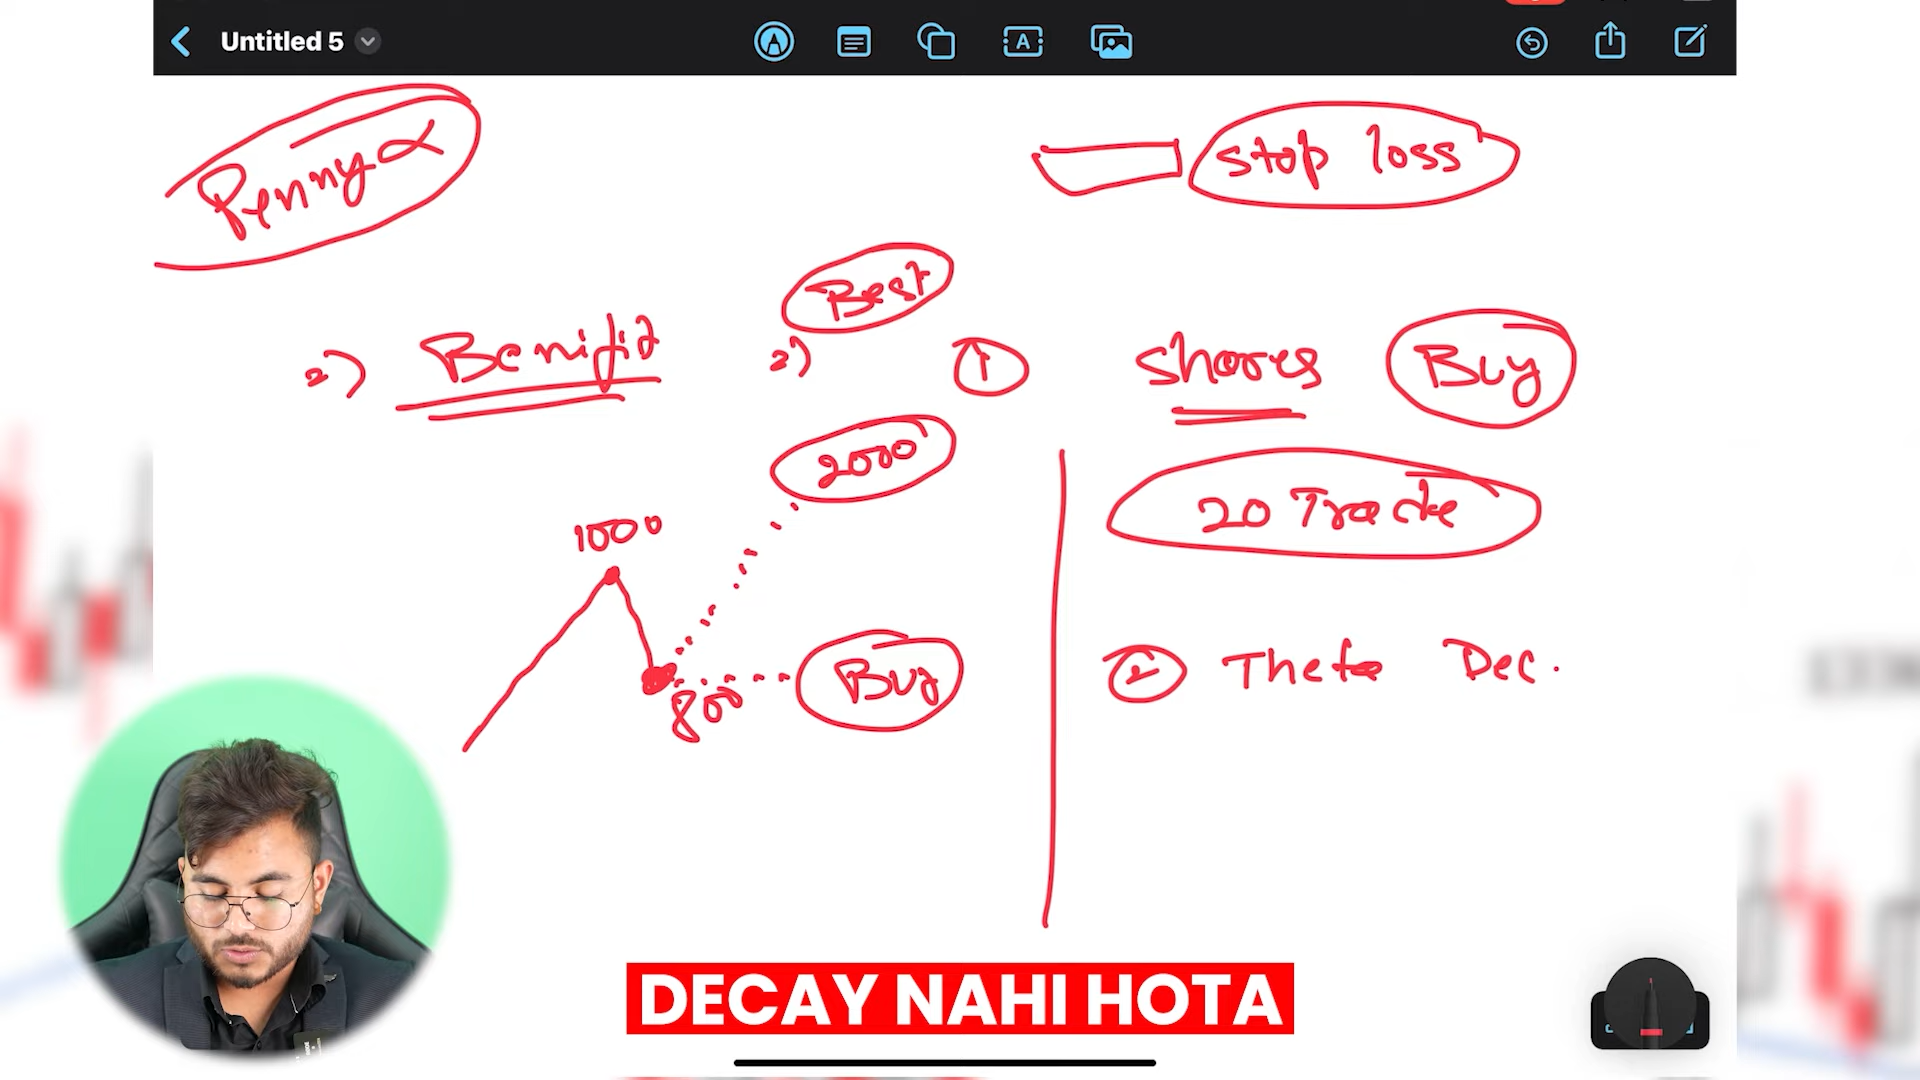 Untitled 5
Penny
stop loss
Best
2) Benifit
2) 1 Shares Buy
2000
20 Trade
1000
800 Buy
2 Theta Dec.
DECAY NAHI HOTA